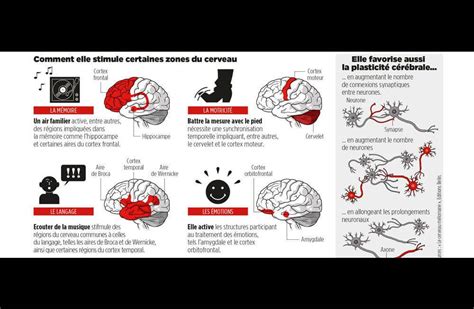 Comment elle stimule certaines zones du cerveau
Cortex
frontal
LA MÉMOIRE
Hippocampe
Un air familier active, entre autres,
des régions impliquées dans
la mémoire comme l'hippocampe
et certaines aires du cortex frontal.
Cortex
moteur
LA MOTRICITÉ
Cervelet
Battre la mesure avec le pied
nécessite une synchronisation
temporelle impliquant, entre
autres, le cortex moteur
et le cervelet.
Aire
de Broca
Cortex
temporal
Aire
de Wernicke
LE LANGAGE
Ecouter de la musique stimule des
régions du cerveau communes à celles
du langage, telles les aires de Broca et de Wernicke,
ainsi que certaines régions du cortex temporal.
Cortex
orbitofrontal
LES ÉMOTIONS
Amygdale
Elle active les structures participant
au traitement des émotions,
tels l'amygdale et le cortex
orbitofrontal.
Elle favorise aussi
la plasticité cérébrale...
... en augmentant le nombre
de connexions synaptiques
entre neurones.
Neurone
Synapse
... en augmentant le nombre
de neurones
... en allongeant les prolongements
neuronaux
Axone